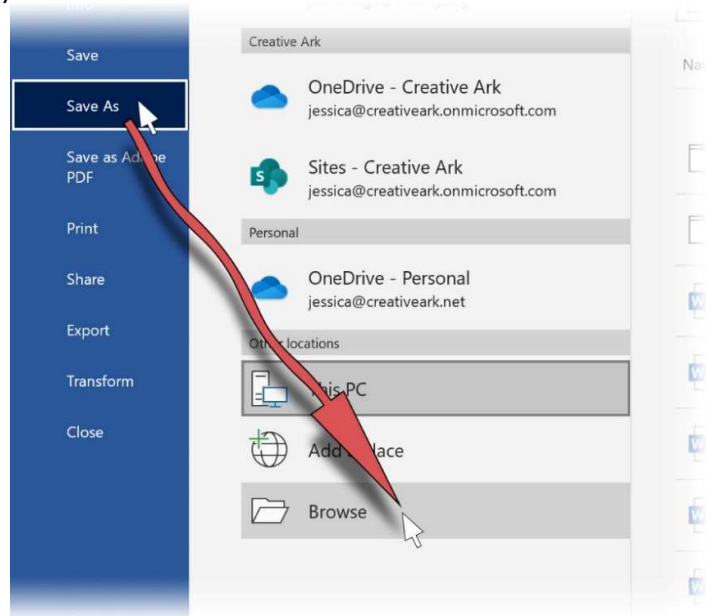 Save
Save As
Save as Adobe
PDF
Print
Share
Export
Transform
Close
Creative Ark
OneDrive - Creative Ark
jessica@creativeark.onmicrosoft.com
Sites - Creative Ark
jessica@creativeark.onmicrosoft.com
Personal
OneDrive - Personal
jessica@creativeark.net
Other locations
This PC
Add a Place
Browse